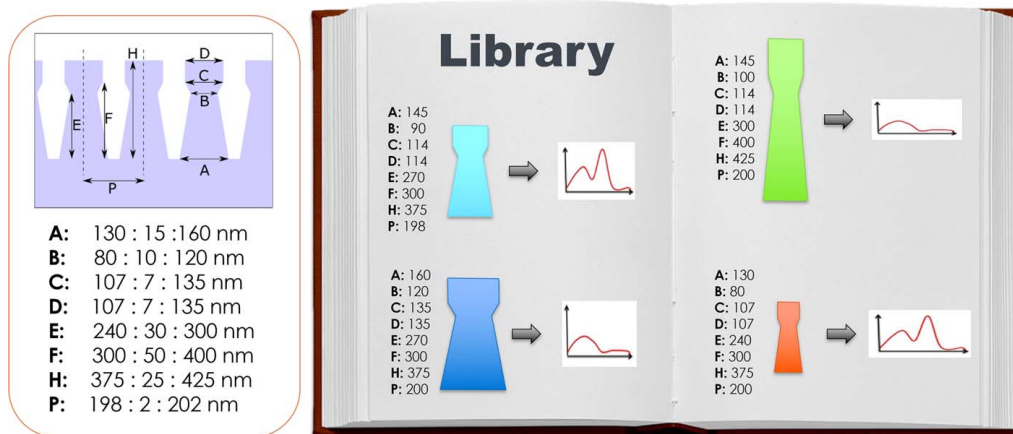 H
D
C
B
E
F
A
P
A: 130 : 15 :160 nm
B: 80 : 10 : 120 nm
C: 107 : 7 : 135 nm
D: 107 : 7 : 135 nm
E: 240 : 30 : 300 nm
F: 300 : 50 : 400 nm
H: 375 : 25 : 425 nm
P: 198 : 2 : 202 nm
Library
A: 145
B: 90
C: 114
D: 114
E: 270
F: 300
H: 375
P: 198
A: 160
B: 120
C: 135
D: 135
E: 270
F: 300
H: 375
P: 200
A: 145
B: 100
C: 114
D: 114
E: 300
F: 400
H: 425
P: 200
A: 130
B: 80
C: 107
D: 107
E: 240
F: 300
H: 375
P: 200